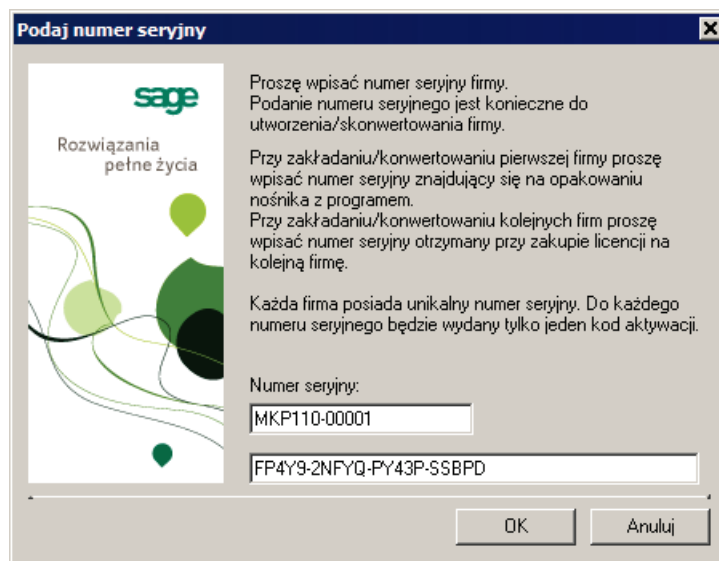 Podaj numer seryjny
sage
Rozwiązania
pełne życia
Proszę wpisać numer seryjny firmy.
Podanie numeru seryjnego jest konieczne do
utworzenia/skonwertowania firmy.
Przy zakładaniu/konwertowaniu pierwszej firmy proszę
wpisać numer seryjny znajdujący się na opakowaniu
nośnika z programem.
Przy zakładaniu/konwertowaniu kolejnych firm proszę
wpisać numer seryjny otrzymany przy zakupie licencji na
kolejną firmę.
Każda firma posiada unikalny numer seryjny. Do każdego
numeru seryjnego będzie wydany tylko jeden kod aktywacji.
Numer seryjny:
MKP110-00001
FP4Y9-2NFYQ-PY43P-SSBPD
OK
Anuluj